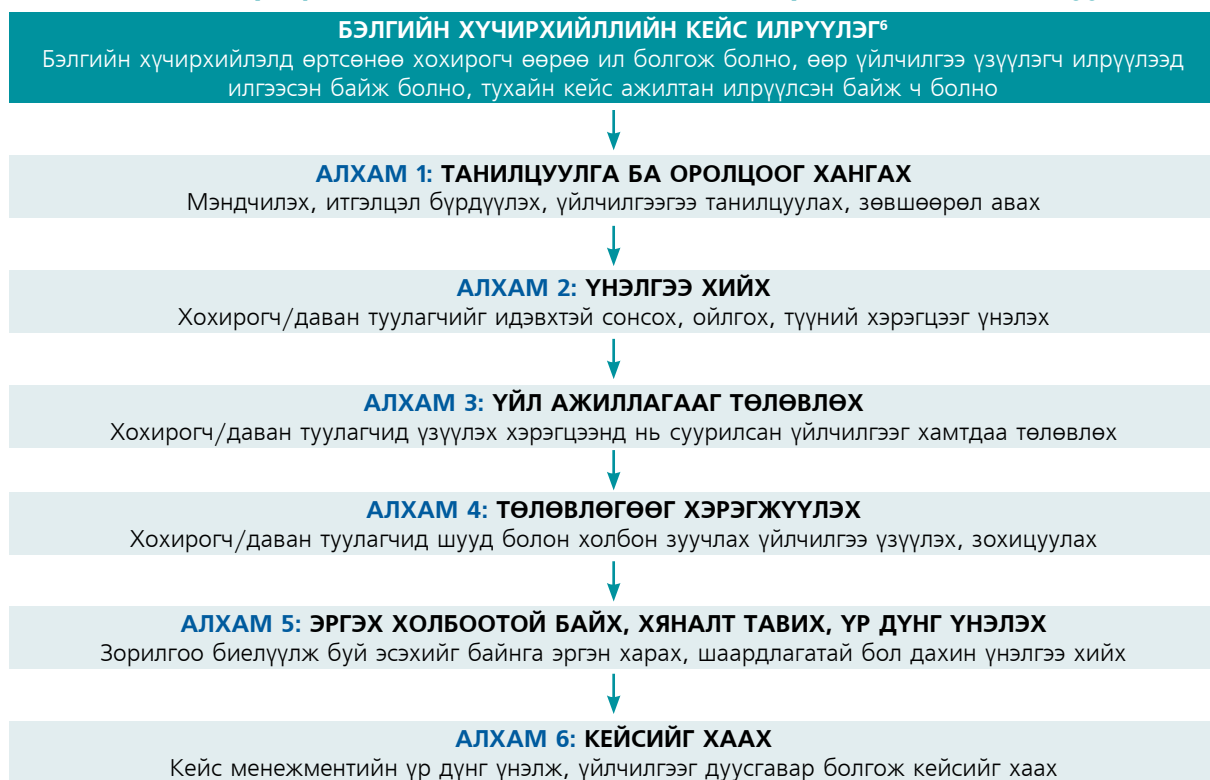 БЭЛГИЙН ХҮЧИРХИЙЛЛИЙН КЕЙС ИЛРҮҮЛЭГ⁶
Бэлгийн хүчирхийлэлд өртсөнөө хохирогч өөрөө ил болгож болно, өөр үйлчилгээ үзүүлэгч илрүүлээд
илгээсэн байж болно, тухайн кейс ажилтан илрүүлсэн байж ч болно
АЛХАМ 1: ТАНИЛЦУУЛГА БА ОРОЛЦООГ ХАНГАХ
Мэндчилэх, итгэлцэл бүрдүүлэх, үйлчилгээгээ танилцуулах, зөвшөөрөл авах
АЛХАМ 2: ҮНЭЛГЭЭ ХИЙХ
Хохирогч/даван туулагчийг идэвхтэй сонсох, ойлгох, түүний хэрэгцээг үнэлэх
АЛХАМ 3: ҮЙЛ АЖИЛЛАГААГ ТӨЛӨВЛӨХ
Хохирогч/даван туулагчид үзүүлэх хэрэгцээнд нь суурилсан үйлчилгээг хамтдаа төлөвлөх
АЛХАМ 4: ТӨЛӨВЛӨГӨӨГ ХЭРЭГЖҮҮЛЭХ
Хохирогч/даван туулагчид шууд болон холбон зуучлах үйлчилгээ үзүүлэх, зохицуулах
АЛХАМ 5: ЭРГЭХ ХОЛБООТОЙ БАЙХ, ХЯНАЛТ ТАВИХ, ҮР ДҮНГ ҮНЭЛЭХ
Зорилгоо биелүүлж буй эсэхийг байнга эргэн харах, шаардлагатай бол дахин үнэлгээ хийх
АЛХАМ 6: КЕЙСИЙГ ХААХ
Кейс менежментийн үр дүнг үнэлж, үйлчилгээг дуусгавар болгож кейсийг хаах